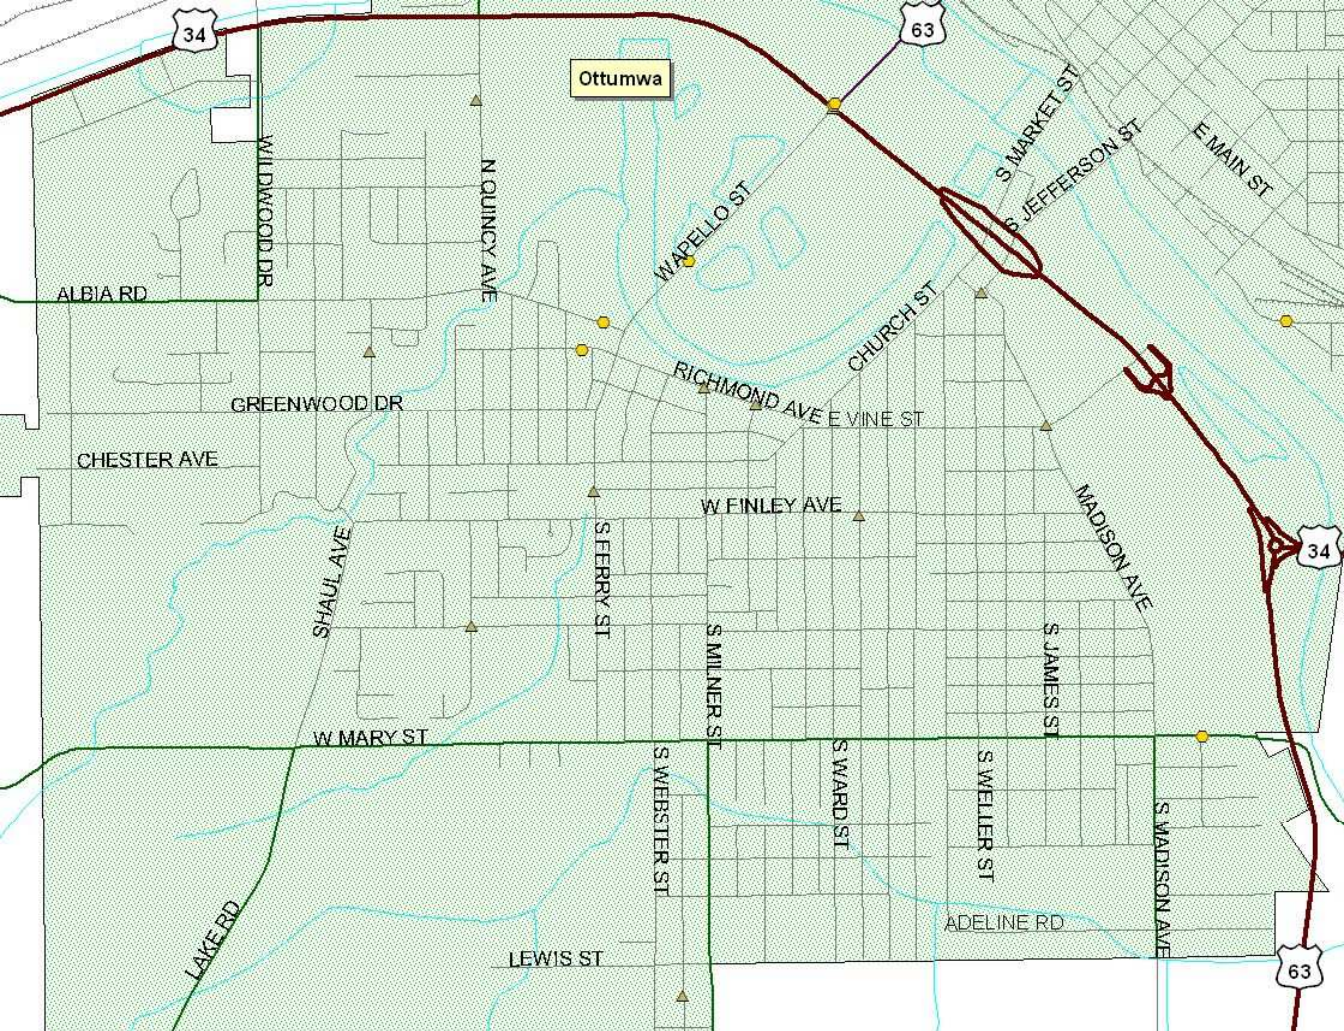 63
34
Ottumwa
S MARKET ST
S JEFFERSON ST
E MAIN ST
WILDWOOD DR
N QUINCY AVE
WAPELLO ST
ALBIA RD
CHURCH ST
RICHMOND AVE
GREENWOOD DR
E VINE ST
CHESTER AVE
W FINLEY AVE
MADISON AVE
SHAUL AVE
S FERRY ST
34
S MILNER ST
S JAMES ST
W MARY ST
S WEBSTER ST
S WARD ST
S WELLER ST
S MADISON AVE
LAKE RD
ADELINE RD
LEWIS ST
63